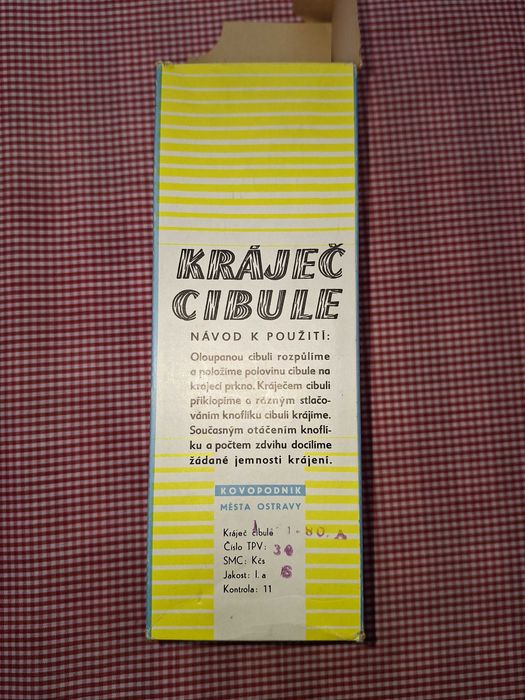 KRÁJEČ
CIBULE
NÁVOD K POUŽITÍ:
Oloupanou cibuli rozpůlíme
a položíme polovinu cibule na
krájecí prkno. Kráječem cibuli
přiklopíme a rázným stlačo-
váním knoflíku cibuli krájíme.
Současným otáčením knoflí-
ku a počtem zdvihu docílíme
žádané jemnosti krájení.
KOVOPODNIK
MĚSTA OSTRAVY
Kráječ cibule 80. A
Číslo TPV:
SMC: Kčs
Jakost: I. a
Kontrola: 11